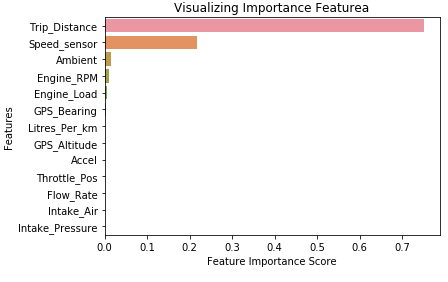 Visualizing Importance Featurea
Trip_Distance
Speed_sensor
Ambient
Engine_RPM
Engine_Load
GPS_Bearing
Litres_Per_km
GPS_Altitude
Accel
Throttle_Pos
Flow_Rate
Intake_Air
Intake_Pressure
Features
0.0 0.1 0.2 0.3 0.4 0.5 0.6 0.7
Feature Importance Score